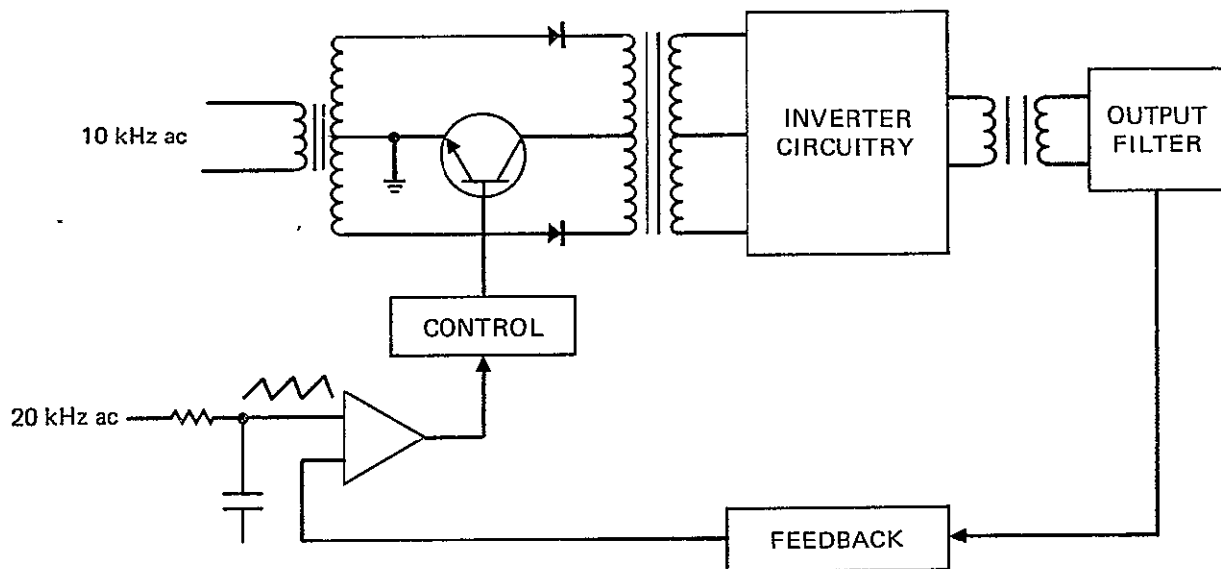 10 kHz ac
INVERTER
CIRCUITRY
OUTPUT
FILTER
CONTROL
20 kHz ac
FEEDBACK